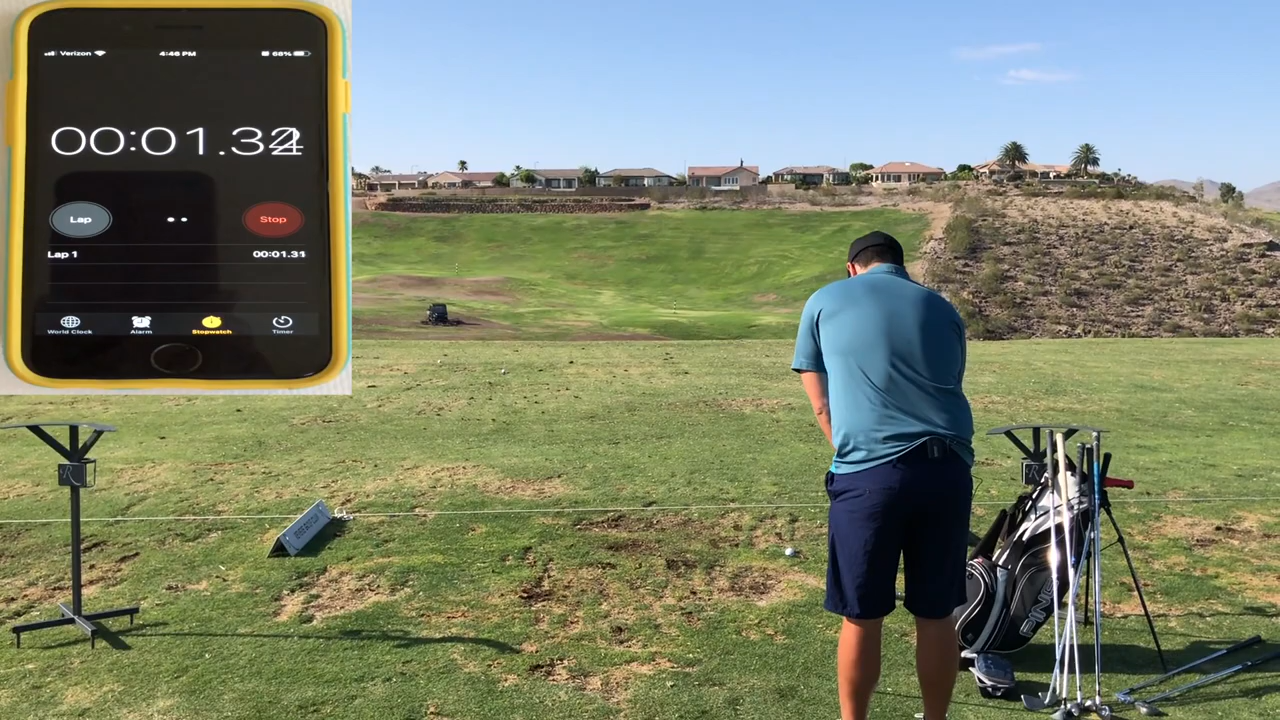 Verizon 4:46 PM 68%
00:01.32
Lap Stop
Lap 1 00:01.31
World Clock Alarm Stopwatch Timer
R
PING